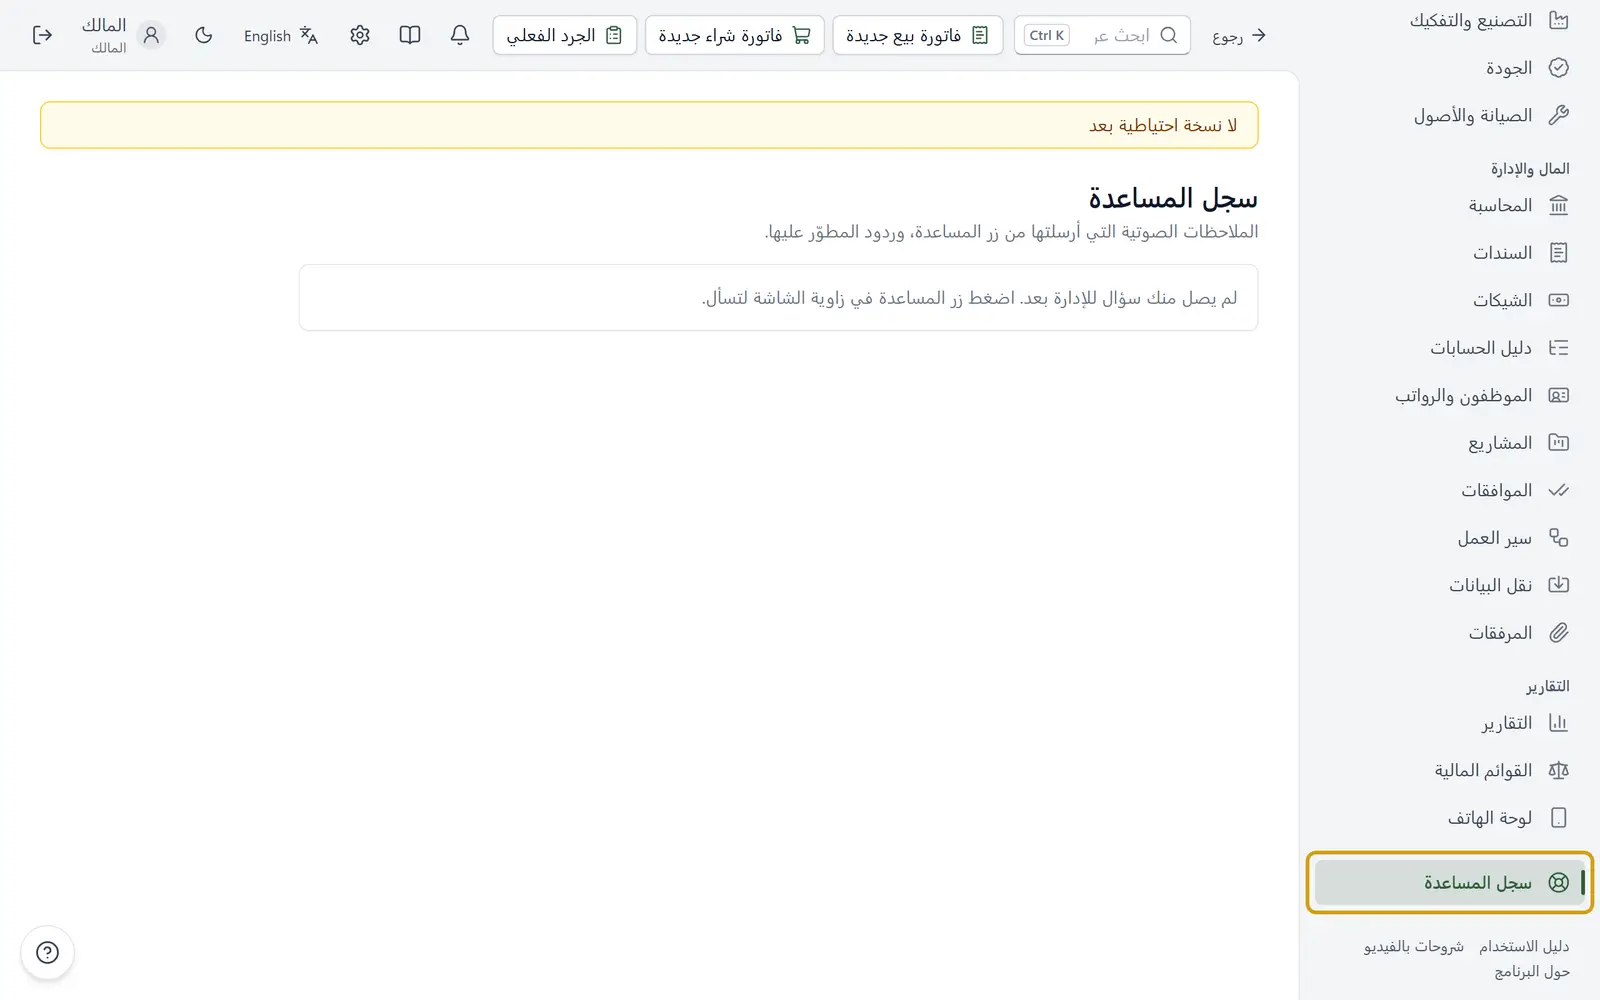 التصنيع والتفكيك
الجودة
الصيانة والأصول
المال والإدارة
المحاسبة
السندات
الشيكات
دليل الحسابات
الموظفون والرواتب
المشاريع
الموافقات
سير العمل
نقل البيانات
المرفقات
التقارير
التقارير
القوائم المالية
لوحة الهاتف
سجل المساعدة
دليل الاستخدام
شروحات بالفيديو
حول البرنامج
رجوع
ابحث عر
Ctrl K
فاتورة بيع جديدة
فاتورة شراء جديدة
الجرد الفعلي
English
المالك
المالك
لا نسخة احتياطية بعد
سجل المساعدة
الملاحظات الصوتية التي أرسلتها من زر المساعدة، وردود المطوّر عليها.
لم يصل منك سؤال للإدارة بعد. اضغط زر المساعدة في زاوية الشاشة لتسأل.